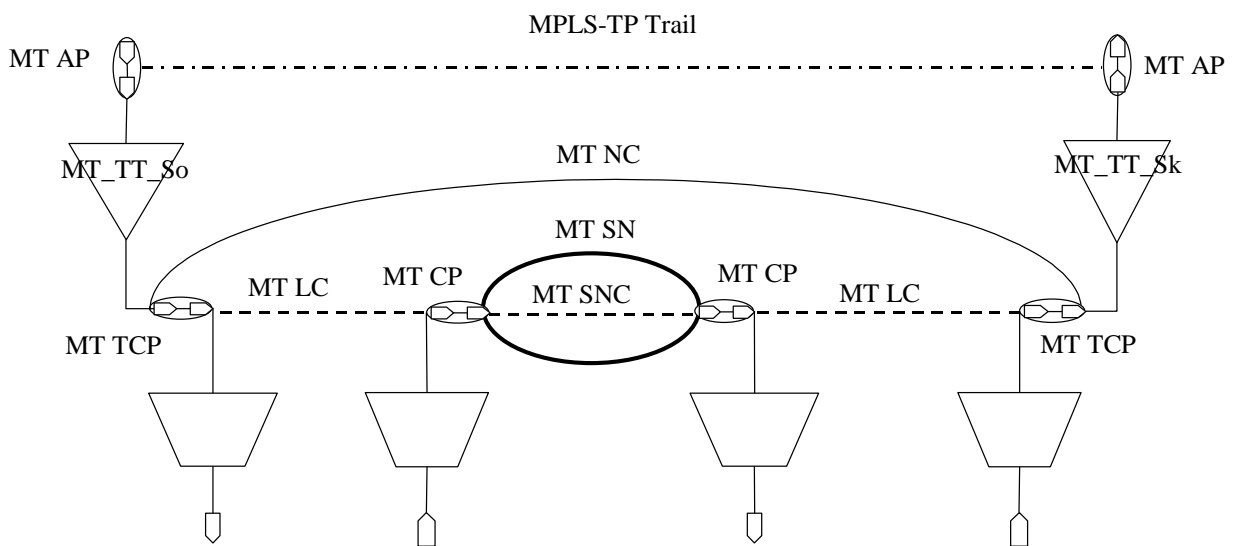 MPLS-TP Trail
MT AP
MT AP
MT NC
MT_TT_So
MT_TT_Sk
MT SN
MT CP
MT CP
MT LC
MT SNC
MT LC
MT TCP
MT TCP